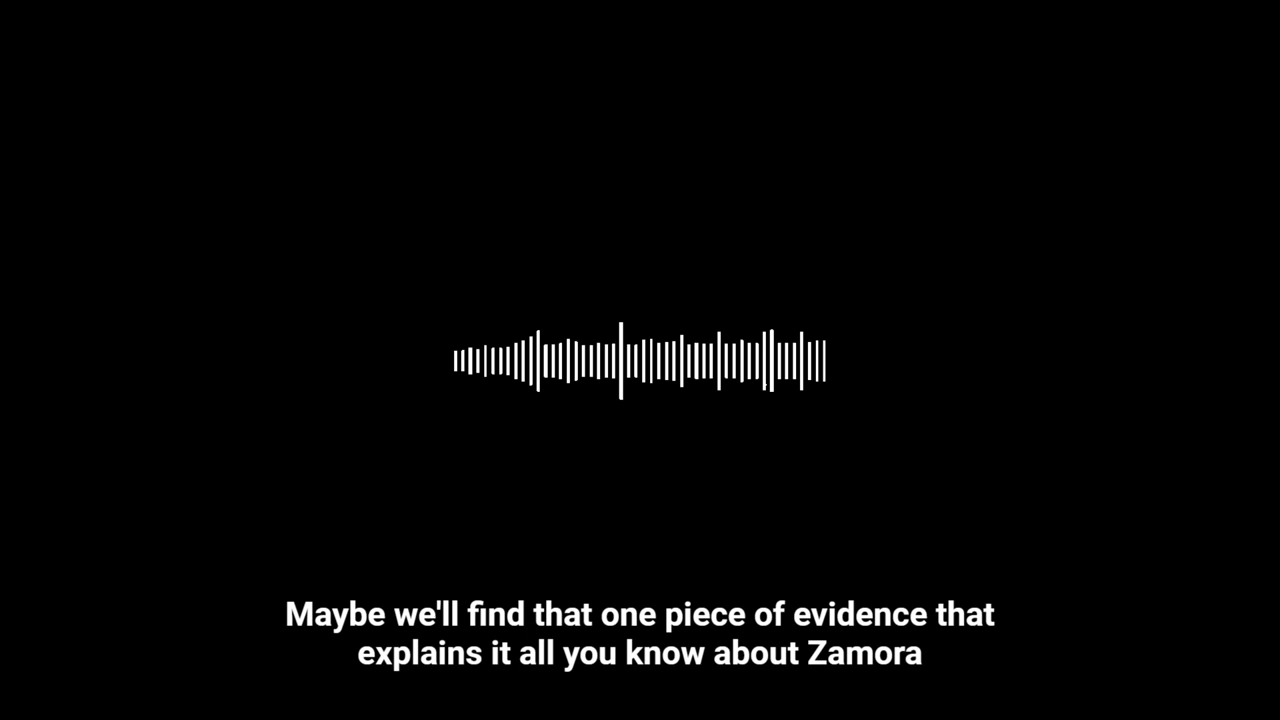 Maybe we'll find that one piece of evidence that
explains it all you know about Zamora